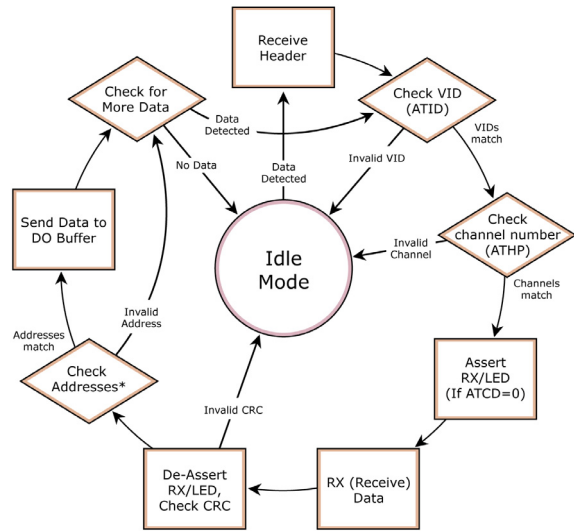 Receive
Header
Check VID
(ATID)
VIDs
match
Check
channel number
(ATHP)
Channels
match
Assert
RX/LED
(If ATCD=0)
RX (Receive)
Data
De-Assert
RX/LED,
Check CRC
Check
Addresses*
Addresses
match
Send Data to
DO Buffer
Check for
More Data
Data
Detected
No Data
Data
Detected
Invalid VID
Invalid
Channel
Invalid
Address
Invalid CRC
Idle
Mode